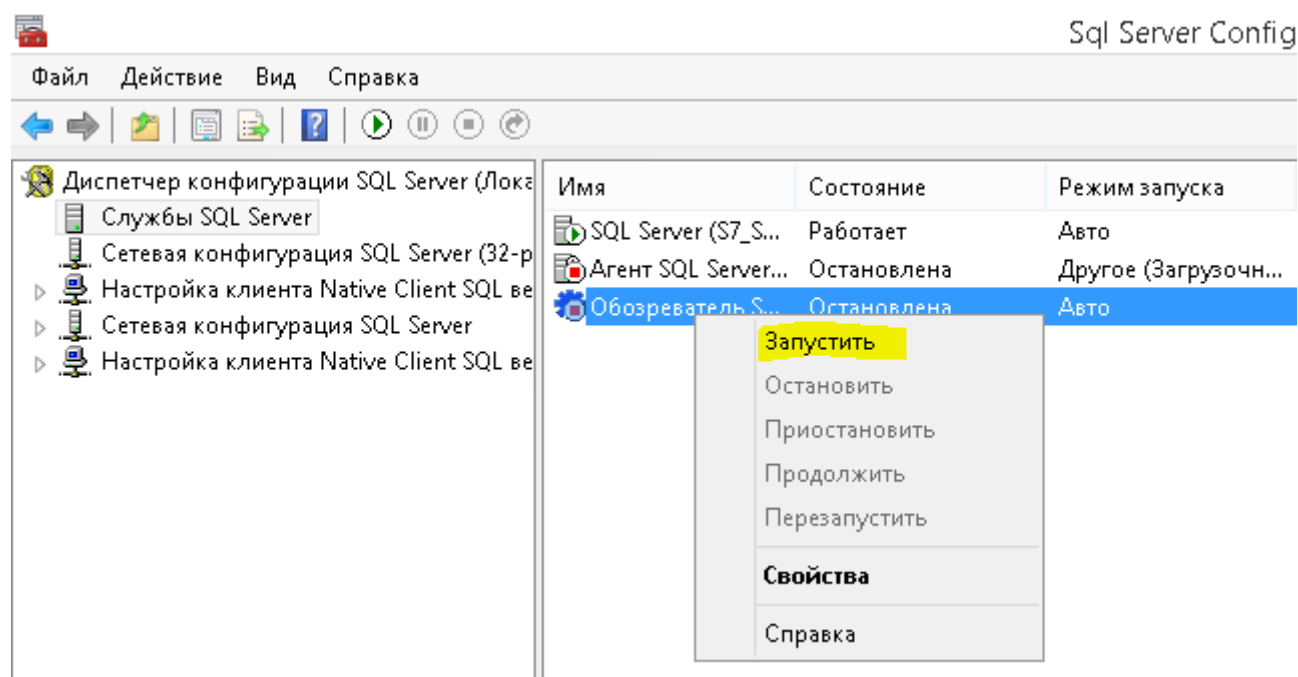 Sql Server Config
Файл Действие Вид Справка
Диспетчер конфигурации SQL Server (Лока
Службы SQL Server
Сетевая конфигурация SQL Server (32-р
Настройка клиента Native Client SQL ве
Сетевая конфигурация SQL Server
Настройка клиента Native Client SQL ве
Имя Состояние Режим запуска
SQL Server (S7_S... Работает Авто
Агент SQL Server... Остановлена Другое (Загрузочн...
Обозреватель S... Остановлена Авто
Запустить
Остановить
Приостановить
Продолжить
Перезапустить
Свойства
Справка